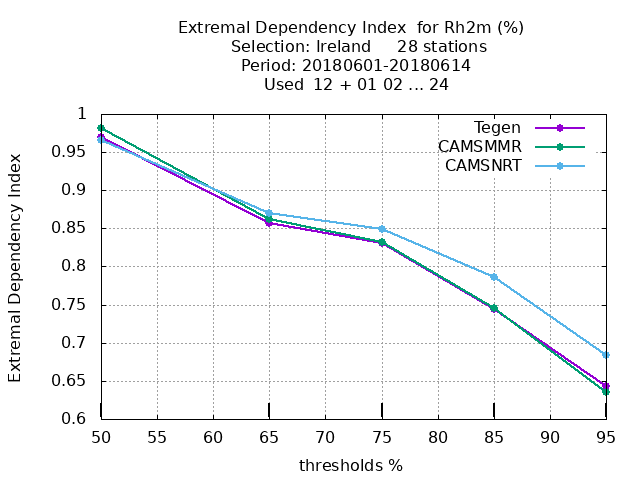 Extremal Dependency Index  for Rh2m (%)
Selection: Ireland     28 stations
Period: 20180601-20180614
Used  12 + 01 02 ... 24
Extremal Dependency Index
1
0.95
0.9
0.85
0.8
0.75
0.7
0.65
0.6
Tegen
CAMSMMR
CAMSNRT
50 55 60 65 70 75 80 85 90 95
thresholds %